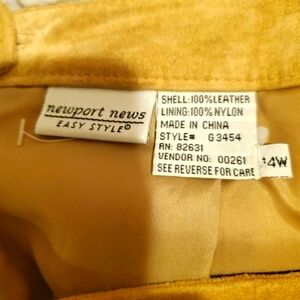 newport news
EASY STYLE®
SHELL:100%LEATHER
LINING:100%NYLON
MADE IN CHINA
STYLE# G3454
RN: 82631
VENDOR NO: 00261
SEE REVERSE FOR CARE
14W